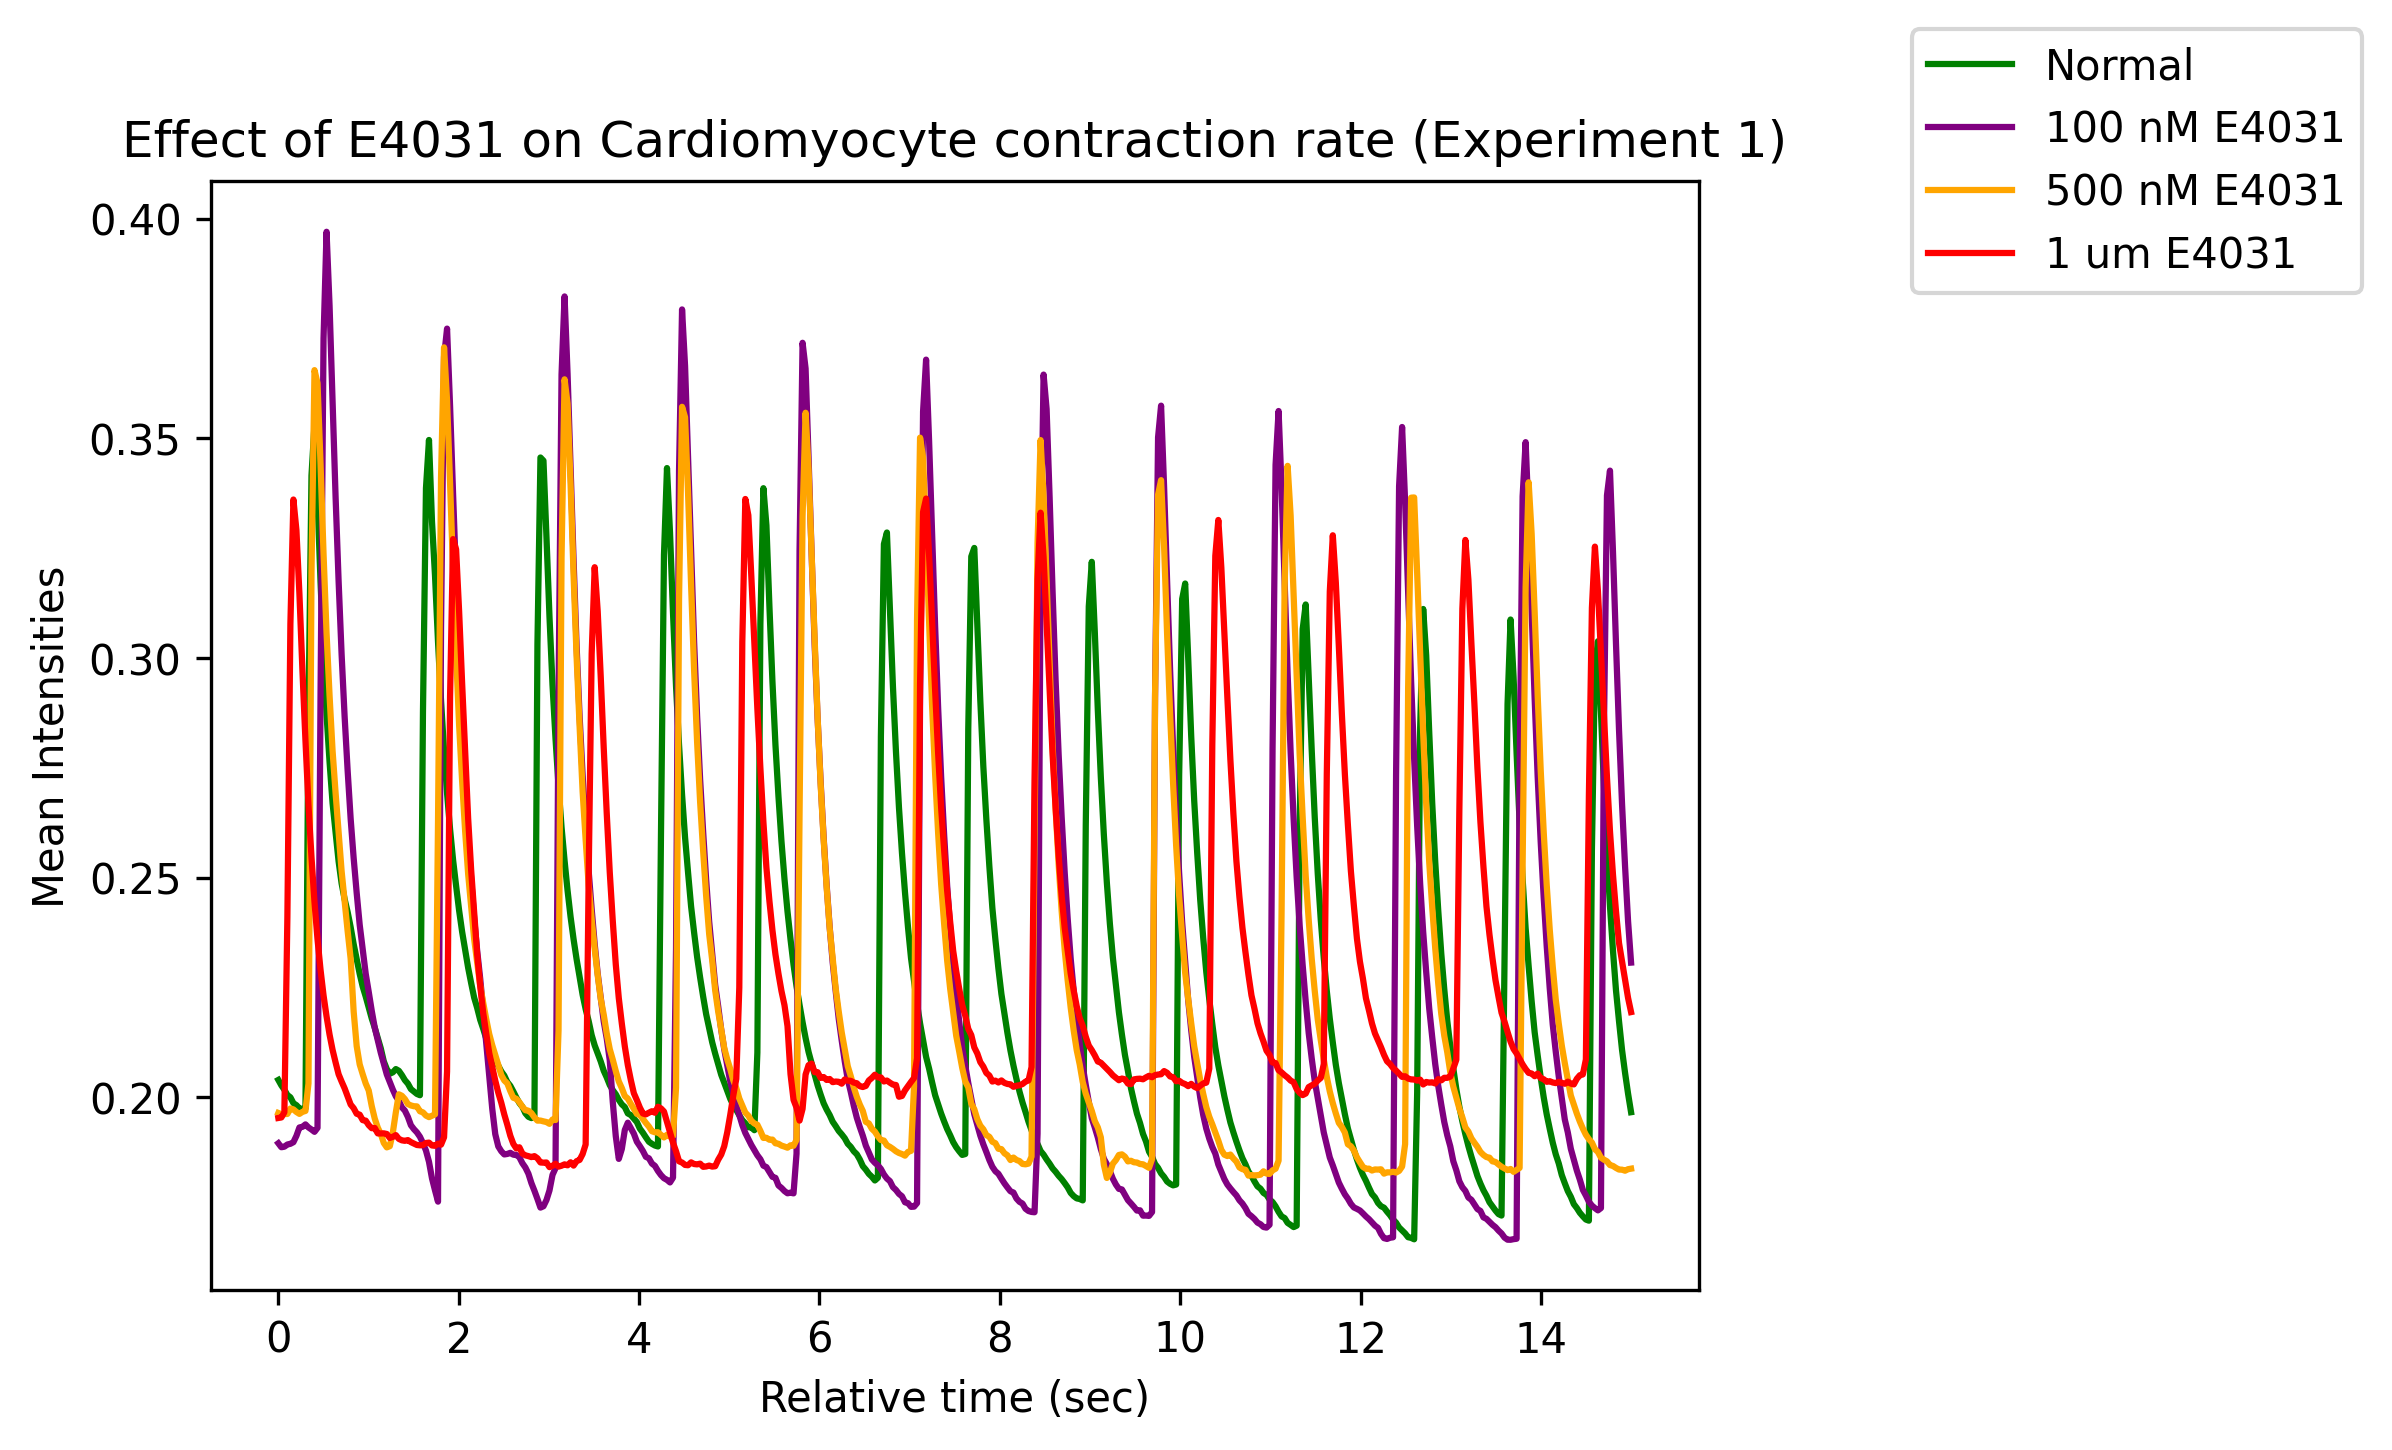 Normal
100 nM E4031
500 nM E4031
1 um E4031
Effect of E4031 on Cardiomyocyte contraction rate (Experiment 1)
Mean Intensities
0.40
0.35
0.30
0.25
0.20
0 2 4 6 8 10 12 14
Relative time (sec)